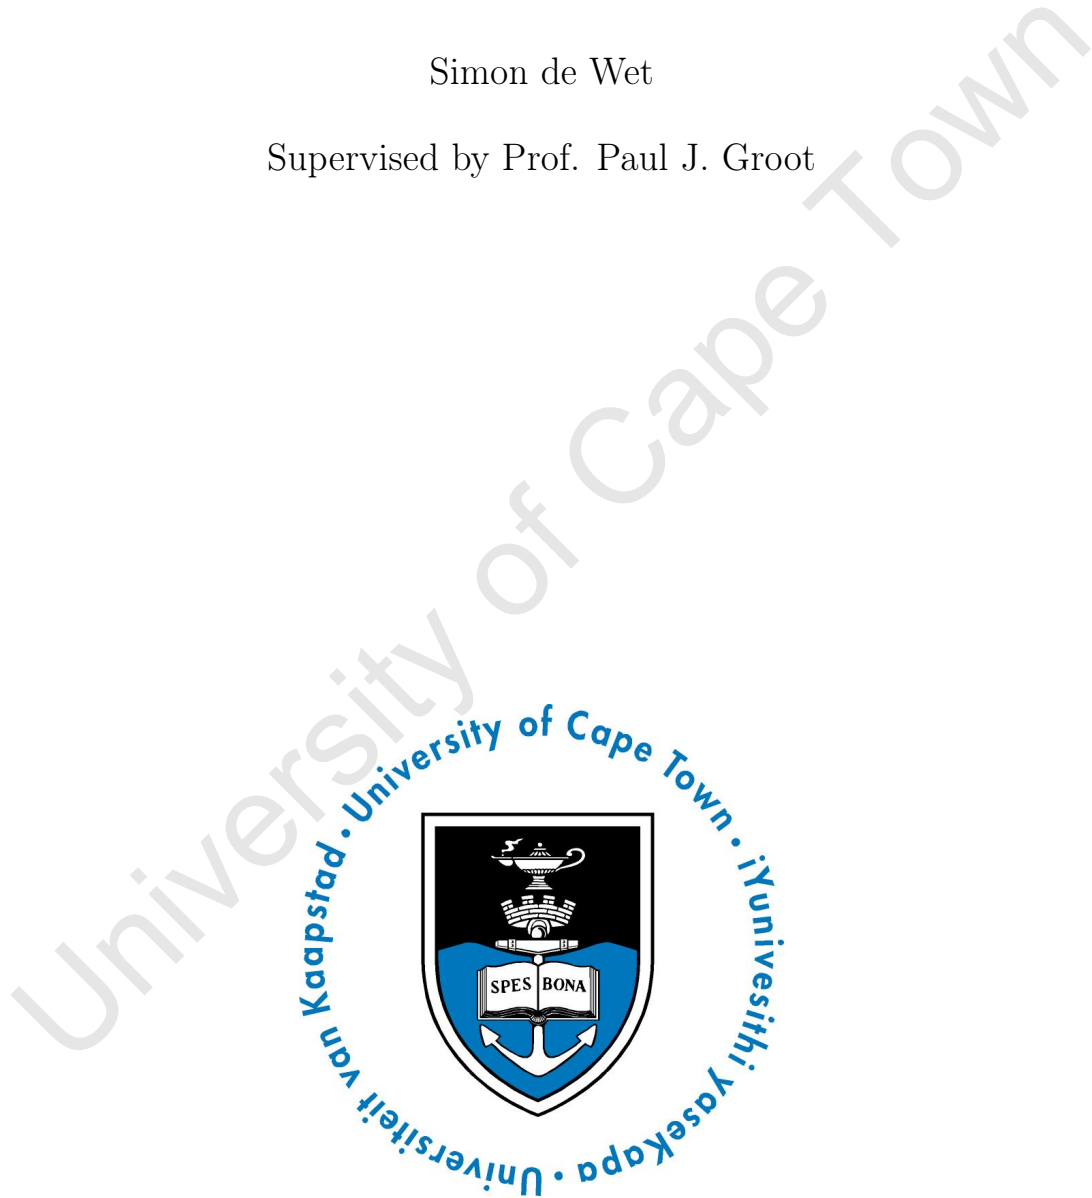 Simon de Wet
Supervised by Prof. Paul J. Groot
University of Cape Town
University of Cape Town · iYunivesithi yaseKapa · Universiteit van Kaapstad ·
SPES BONA